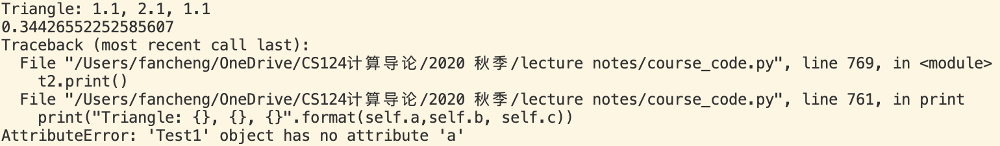 Triangle: 1.1, 2.1, 1.1
0.34426552252585607
Traceback (most recent call last):
  File "/Users/fancheng/OneDrive/CS124计算导论/2020 秋季/lecture notes/course_code.py", line 769, in <module>
    t2.print()
  File "/Users/fancheng/OneDrive/CS124计算导论/2020 秋季/lecture notes/course_code.py", line 761, in print
    print("Triangle: {}, {}, {}".format(self.a,self.b, self.c))
AttributeError: 'Test1' object has no attribute 'a'